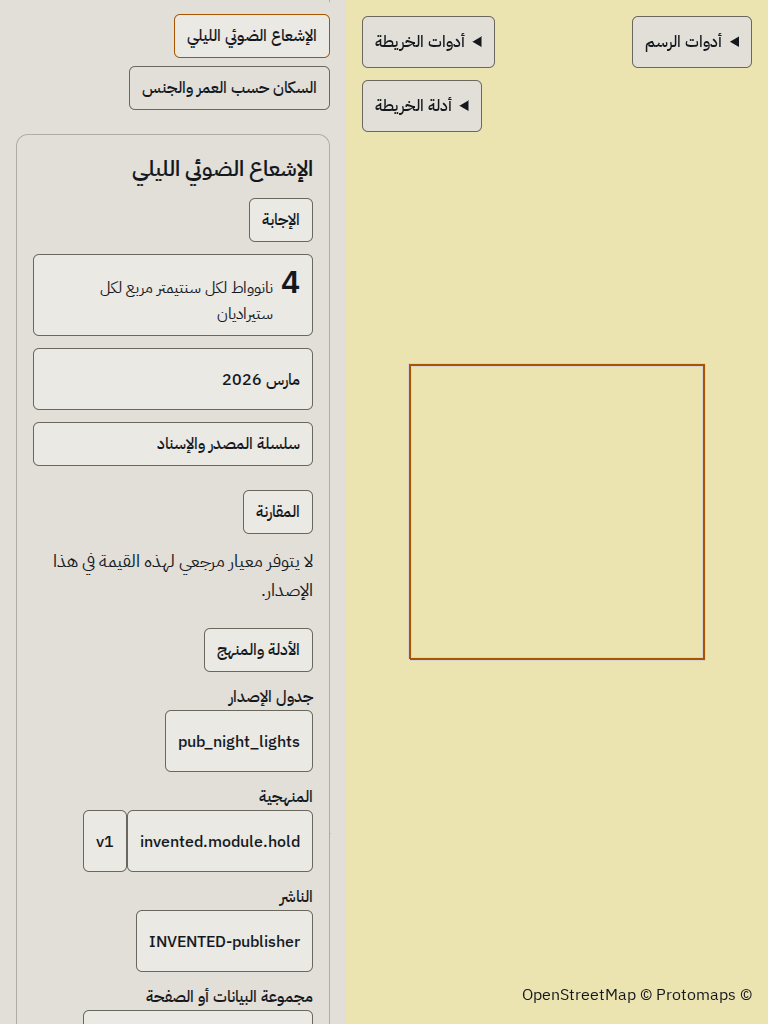 أدوات الرسم
أدوات الخريطة
أدلة الخريطة
الإشعاع الضوئي الليلي
السكان حسب العمر والجنس
الإشعاع الضوئي الليلي
الإجابة
4 نانوواط لكل سنتيمتر مربع لكل
ستيراديان
مارس 2026
سلسلة المصدر والإسناد
المقارنة
لا يتوفر معيار مرجعي لهذه القيمة في هذا
الإصدار.
الأدلة والمنهج
جدول الإصدار
pub_night_lights
المنهجية
invented.module.hold v1
الناشر
INVENTED-publisher
مجموعة البيانات أو الصفحة
OpenStreetMap © Protomaps ©